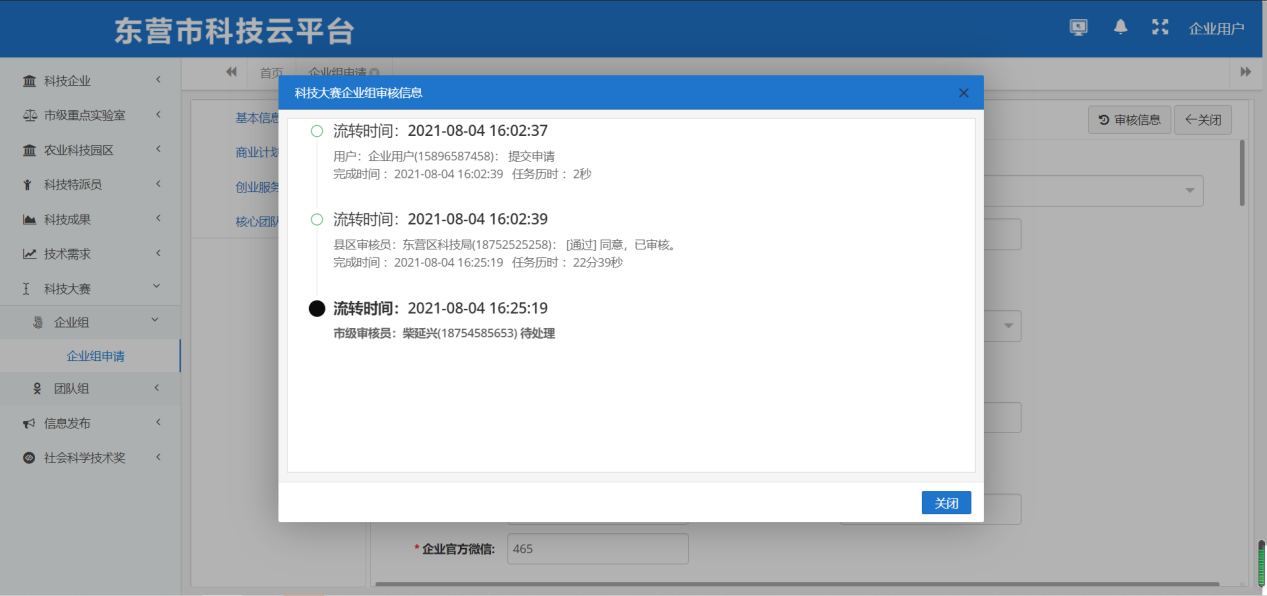 东营市科技云平台
企业用户
首页
企业组申请
科技企业
市级重点实验室
农业科技园区
科技特派员
科技成果
技术需求
科技大赛
企业组
企业组申请
团队组
信息发布
社会科学技术奖
基本信息
商业计划
创业服务
核心团队
审核信息
关闭
科技大赛企业组审核信息
流转时间：2021-08-04 16:02:37
用户：企业用户(15896587458)： 提交申请
完成时间 ：2021-08-04 16:02:39 任务历时 ：2秒
流转时间：2021-08-04 16:02:39
县区审核员：东营区科技局(18752525258)： [通过] 同意，已审核。
完成时间 ：2021-08-04 16:25:19 任务历时 ：22分39秒
流转时间：2021-08-04 16:25:19
市级审核员：柴延兴(18754585653) 待处理
关闭
* 企业官方微信: 465